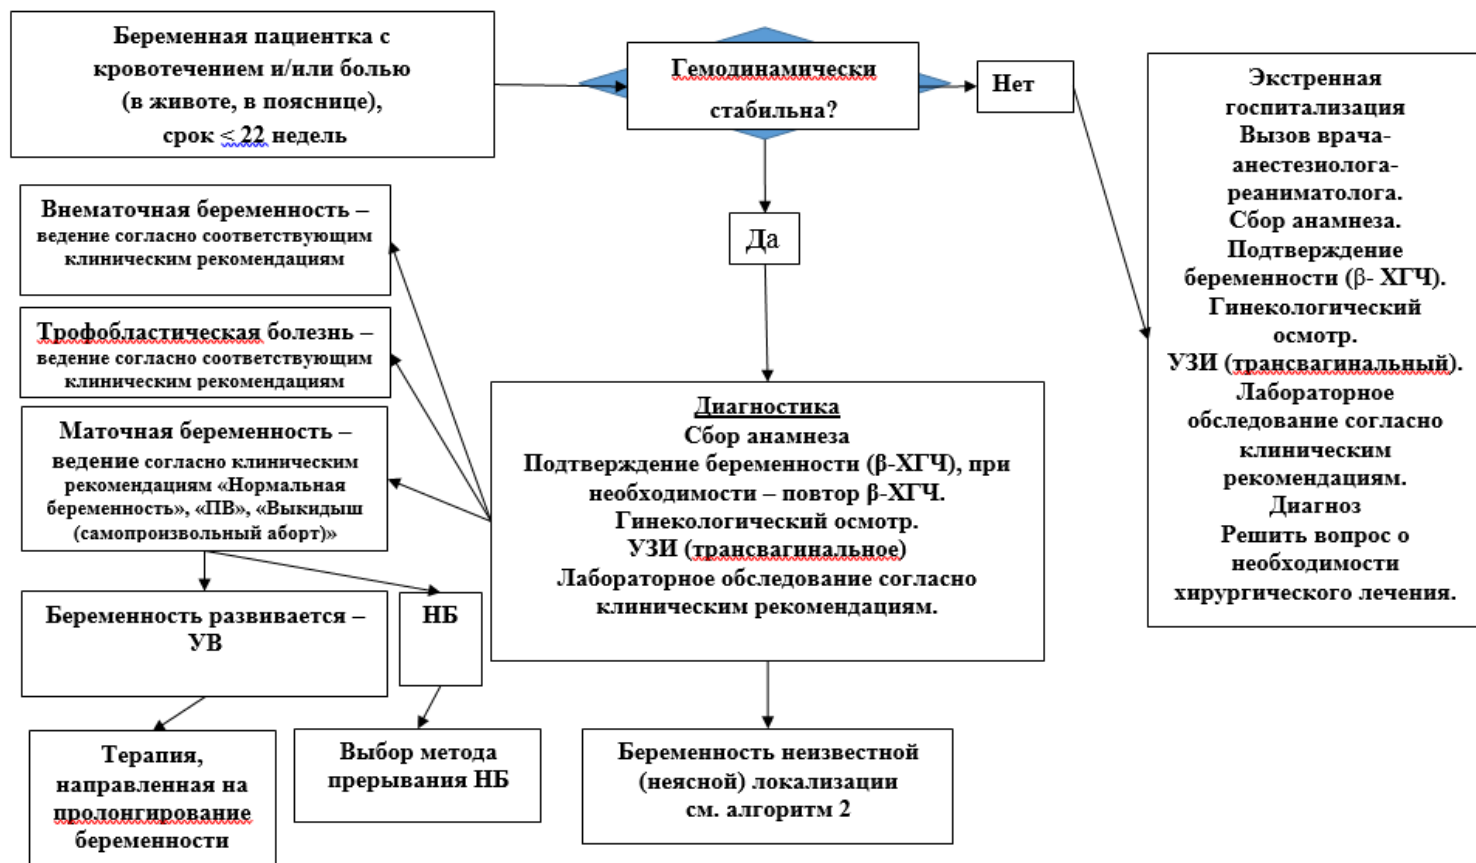 Беременная пациентка с
кровотечением и/или болью
(в животе, в пояснице),
срок < 22 недель
Гемодинамически
стабильна?
Нет
Экстренная
госпитализация
Вызов врача-
анестезиолога-
реаниматолога.
Сбор анамнеза.
Подтверждение
беременности (β- ХГЧ).
Гинекологический
осмотр.
УЗИ (трансвагинальный).
Лабораторное
обследование согласно
клиническим
рекомендациям.
Диагноз
Решить вопрос о
необходимости
хирургического лечения.
Да
Внематочная беременность –
ведение согласно соответствующим
клиническим рекомендациям
Трофобластическая болезнь –
ведение согласно соответствующим
клиническим рекомендациям
Маточная беременность –
ведение согласно клиническим
рекомендациям «Нормальная
беременность», «ПВ», «Выкидыш
(самопроизвольный аборт)»
Диагностика
Сбор анамнеза
Подтверждение беременности (β-ХГЧ), при
необходимости – повтор β-ХГЧ.
Гинекологический осмотр.
УЗИ (трансвагинальное)
Лабораторное обследование согласно
клиническим рекомендациям.
Беременность развивается –
УВ
НБ
Терапия,
направленная на
пролонгирование
беременности
Выбор метода
прерывания НБ
Беременность неизвестной
(неясной) локализации
см. алгоритм 2